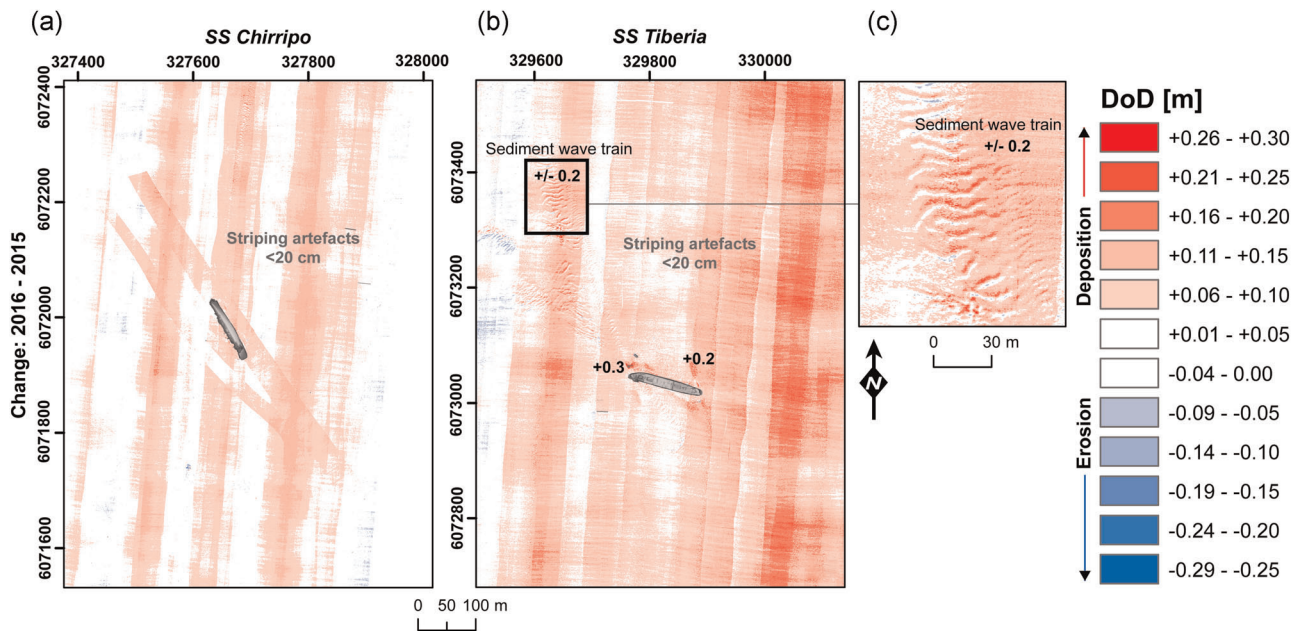 (a)
SS Chirripo
327400 327600 327800 328000
6072400
6072200
6072000
6071800
6071600
Change: 2016 - 2015
Striping artefacts
<20 cm
(b)
SS Tiberia
329600 329800 330000
6073400
6073200
6073000
6072800
Sediment wave train
+/- 0.2
Striping artefacts
<20 cm
+0.3
+0.2
0 50 100 m
(c)
Sediment wave train
+/- 0.2
0 30 m
N
DoD [m]
Deposition
Erosion
+0.26 - +0.30
+0.21 - +0.25
+0.16 - +0.20
+0.11 - +0.15
+0.06 - +0.10
+0.01 - +0.05
-0.04 - 0.00
-0.09 - -0.05
-0.14 - -0.10
-0.19 - -0.15
-0.24 - -0.20
-0.29 - -0.25